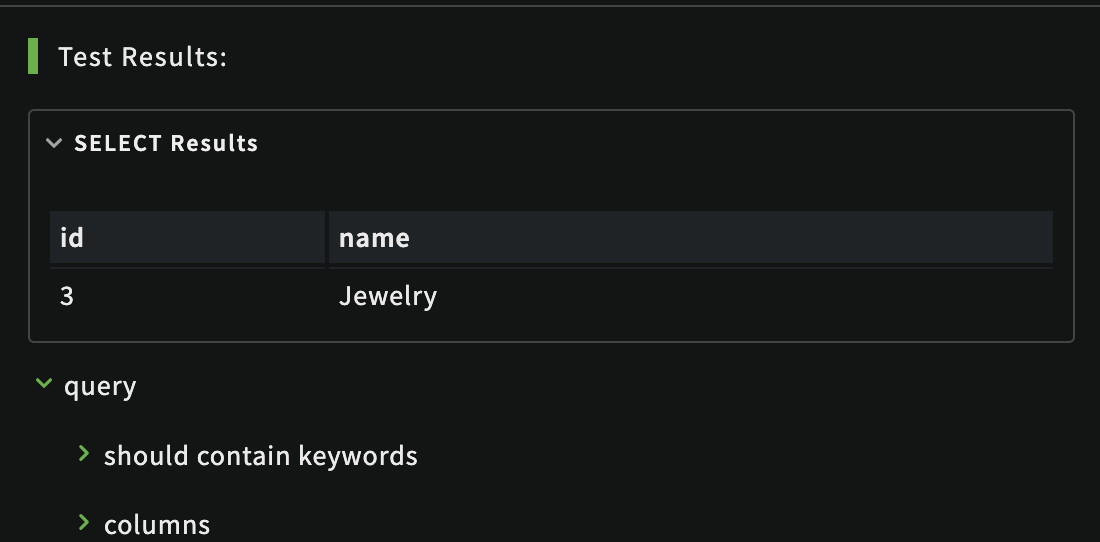 Test Results:
SELECT Results
id name
3 Jewelry
query
should contain keywords
columns